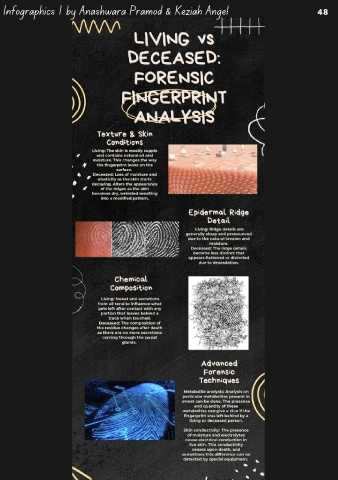 Infographics | by Anashwara Pramod & Keziah Angel
48
LIVING vs
DECEASED:
FORENSIC
FINGERPRINT
ANALYSIS
Texture & Skin
Conditions
Living: The skin is mostly supple
and contains natural oil and
moisture. This changes the way
the fingerprint looks on the
surface.
Deceased: Loss of moisture and
elasticity as the skin starts
decaying. Alters the appearance
of the ridges as the skin
becomes dry, wrinkled resulting
into a modified pattern.
Epidermal Ridge
Detail
Living: Ridge details are
generally sharp and pronounced
due to the natural tension and
moisture.
Deceased: The ridge details
become less distinct that
appears flattened or distorted
due to degradation.
Chemical
Composition
Living: Sweat and secretions
from oil tend to influence what
gets left after contact with any
portion that leaves behind a
trace when touched.
Deceased: The composition of
the residue changes after death
as there are no more secretions
coming through the sweat
glands.
Advanced
Forensic
Techniques
Metabolite analysis: Analysis on
particular metabolites present in
sweat can be done. The presence
and quantity of these
metabolites can give a clue if the
fingerprint was left behind by a
living or deceased person.
Skin conductivity: The presence
of moisture and electrolytes
cause electrical conduction in
live skin. This conductivity
ceases upon death, and
sometimes this difference can be
detected by special equipment.